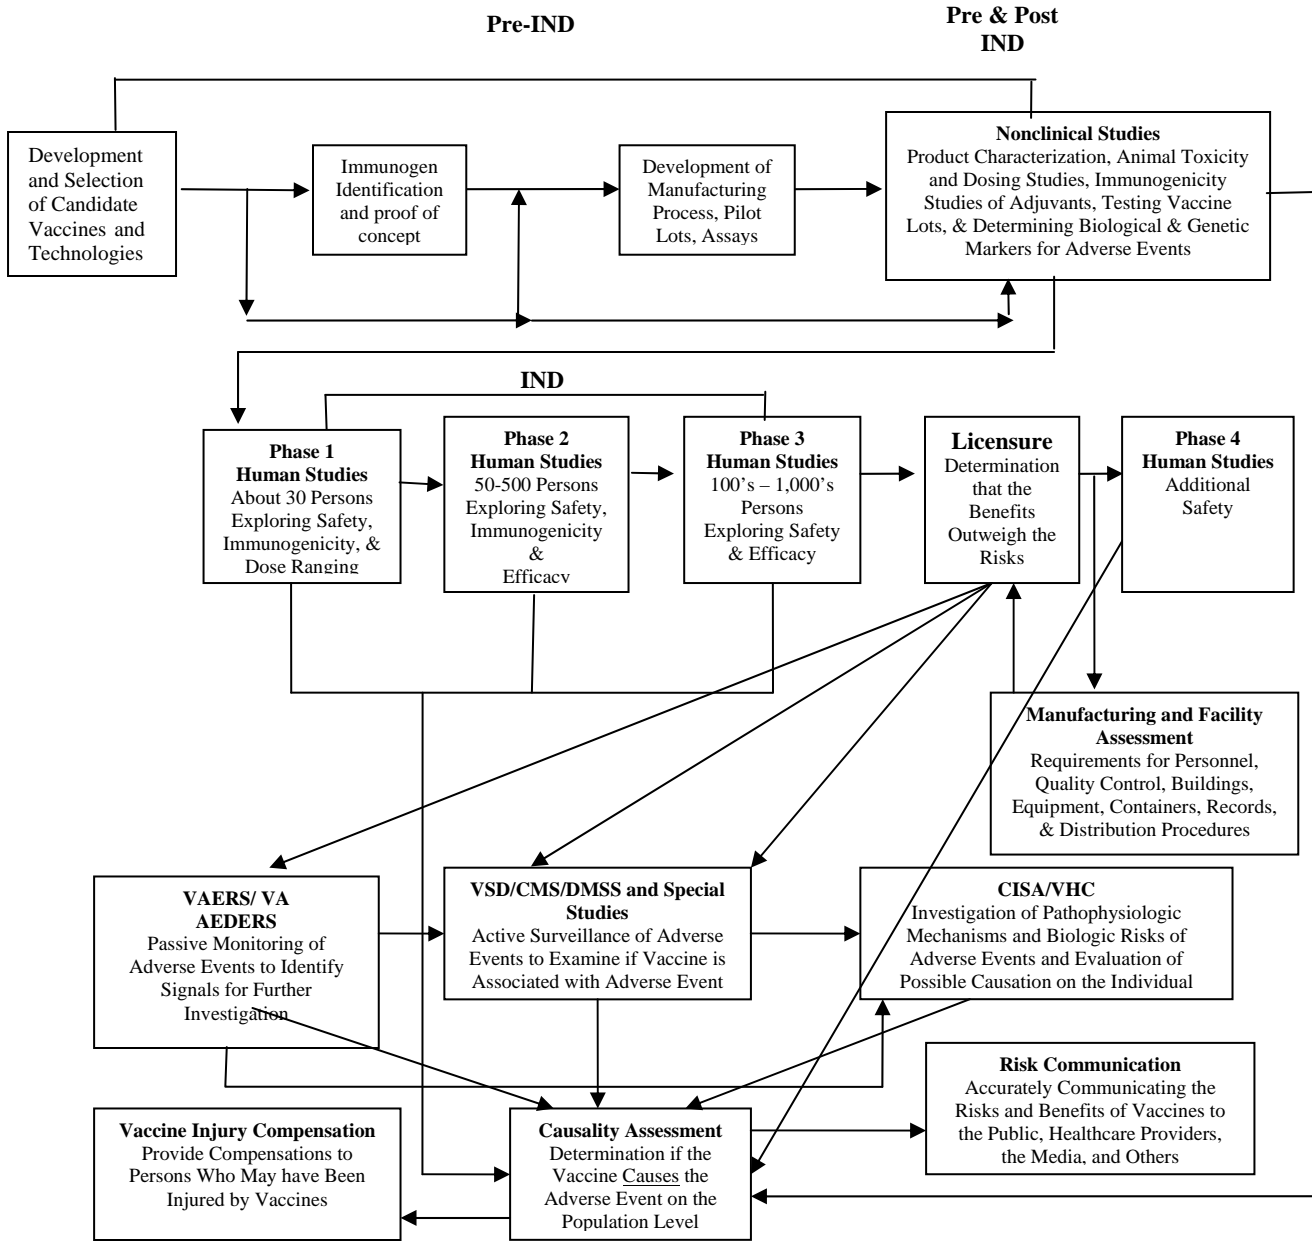 Pre-IND
Pre & Post
IND
Development
and Selection
of Candidate
Vaccines and
Technologies
Immunogen
Identification
and proof of
concept
Development of
Manufacturing
Process, Pilot
Lots, Assays
Nonclinical Studies
Product Characterization, Animal Toxicity
and Dosing Studies, Immunogenicity
Studies of Adjuvants, Testing Vaccine
Lots, & Determining Biological & Genetic
Markers for Adverse Events
IND
Phase 1
Human Studies
About 30 Persons
Exploring Safety,
Immunogenicity, &
Dose Ranging
Phase 2
Human Studies
50-500 Persons
Exploring Safety,
Immunogenicity
&
Efficacy
Phase 3
Human Studies
100's – 1,000's
Persons
Exploring Safety
& Efficacy
Licensure
Determination
that the
Benefits
Outweigh the
Risks
Phase 4
Human Studies
Additional
Safety
Manufacturing and Facility
Assessment
Requirements for Personnel,
Quality Control, Buildings,
Equipment, Containers, Records,
& Distribution Procedures
VAERS/ VA
AEDERS
Passive Monitoring of
Adverse Events to Identify
Signals for Further
Investigation
VSD/CMS/DMSS and Special
Studies
Active Surveillance of Adverse
Events to Examine if Vaccine is
Associated with Adverse Event
CISA/VHC
Investigation of Pathophysiologic
Mechanisms and Biologic Risks of
Adverse Events and Evaluation of
Possible Causation on the Individual
Vaccine Injury Compensation
Provide Compensations to
Persons Who May have Been
Injured by Vaccines
Causality Assessment
Determination if the
Vaccine Causes the
Adverse Event on the
Population Level
Risk Communication
Accurately Communicating the
Risks and Benefits of Vaccines to
the Public, Healthcare Providers,
the Media, and Others